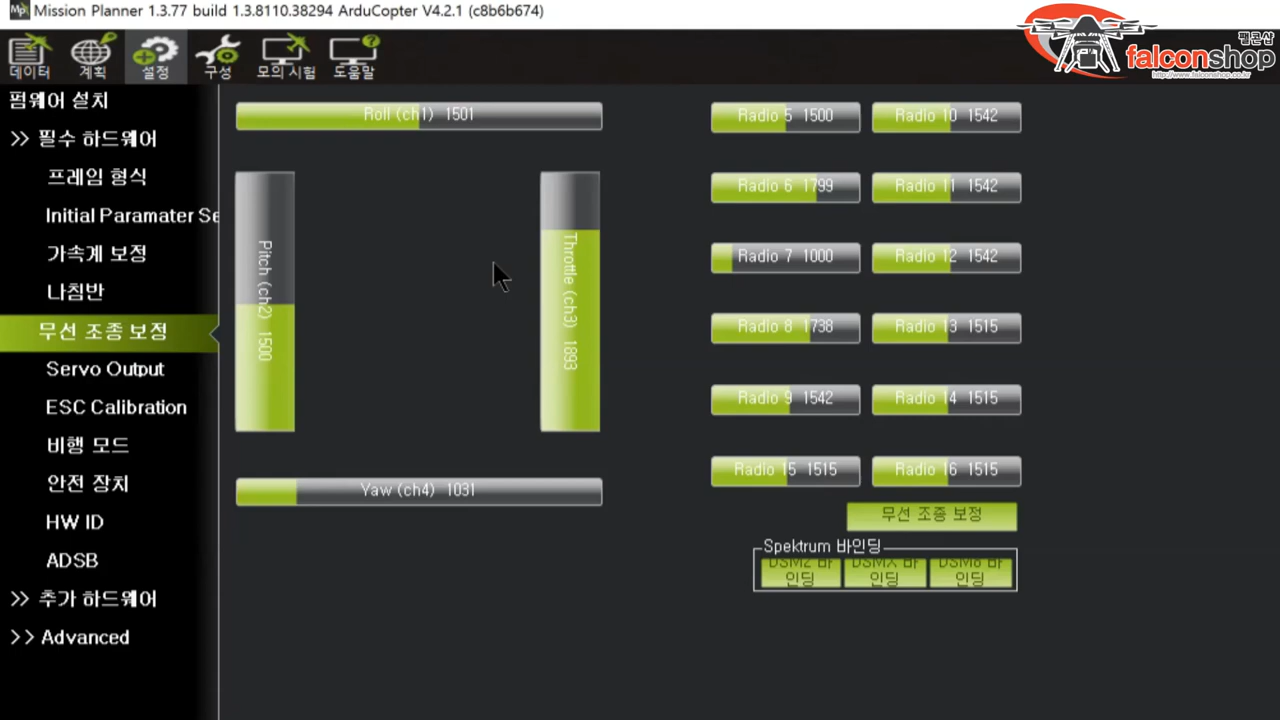 Mission Planner 1.3.77 build 1.3.8110.38294 ArduCopter V4.2.1 (c8b6b674)
데이터 계획 설정 구성 모의 시험 도움말
팰콘샵
falconshop
http://www.falconshop.co.kr
펌웨어 설치
>> 필수 하드웨어
프레임 형식
Initial Paramater Se
가속계 보정
나침반
무선 조종 보정
Servo Output
ESC Calibration
비행 모드
안전 장치
HW ID
ADSB
>> 추가 하드웨어
>> Advanced
Roll (ch1) 1501
Pitch (ch2) 1500
Throttle (ch3) 1893
Yaw (ch4) 1031
Radio 5 1500 Radio 10 1542
Radio 6 1799 Radio 11 1542
Radio 7 1000 Radio 12 1542
Radio 8 1738 Radio 13 1515
Radio 9 1542 Radio 14 1515
Radio 15 1515 Radio 16 1515
무선 조종 보정
Spektrum 바인딩
DSM2 바인딩 DSMX 바인딩 DSM8 바인딩